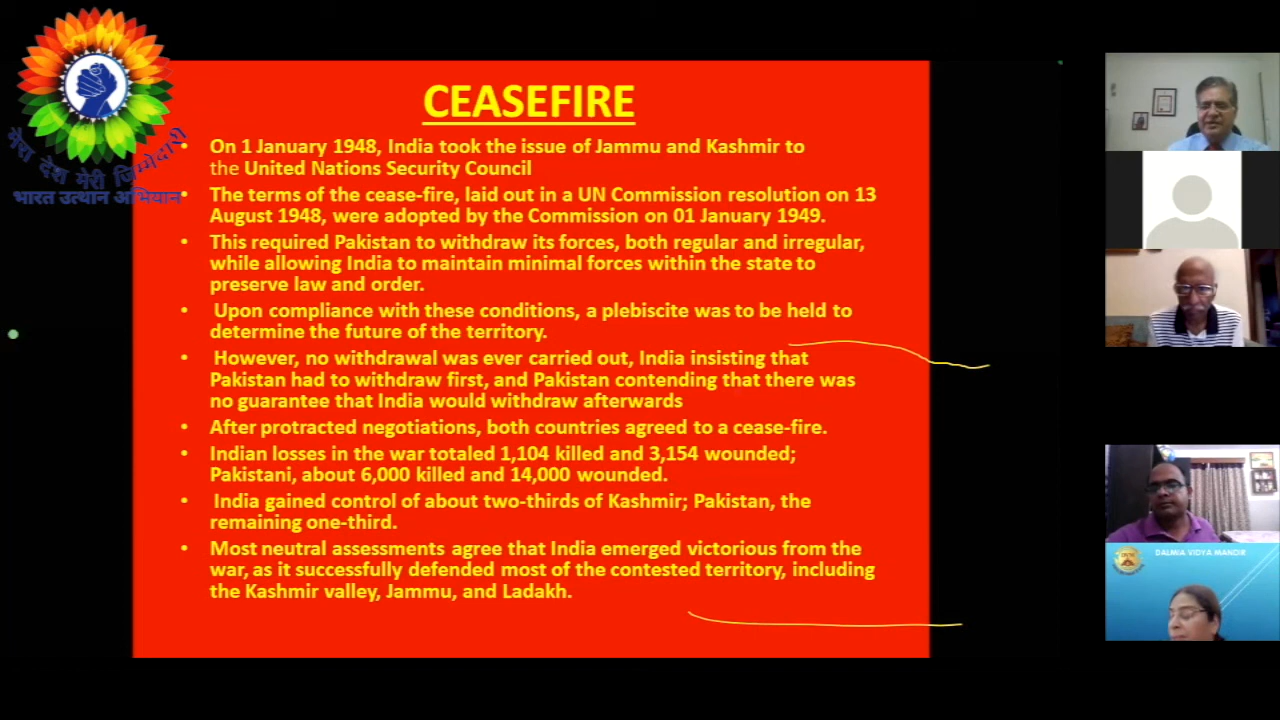 मेरा देश मेरी जिम्मेदारी
भारत उत्थान अभियान
CEASEFIRE
• On 1 January 1948, India took the issue of Jammu and Kashmir to
the United Nations Security Council
• The terms of the cease-fire, laid out in a UN Commission resolution on 13
August 1948, were adopted by the Commission on 01 January 1949.
• This required Pakistan to withdraw its forces, both regular and irregular,
while allowing India to maintain minimal forces within the state to
preserve law and order.
• Upon compliance with these conditions, a plebiscite was to be held to
determine the future of the territory.
• However, no withdrawal was ever carried out, India insisting that
Pakistan had to withdraw first, and Pakistan contending that there was
no guarantee that India would withdraw afterwards
• After protracted negotiations, both countries agreed to a cease-fire.
• Indian losses in the war totaled 1,104 killed and 3,154 wounded;
Pakistani, about 6,000 killed and 14,000 wounded.
• India gained control of about two-thirds of Kashmir; Pakistan, the
remaining one-third.
• Most neutral assessments agree that India emerged victorious from the
war, as it successfully defended most of the contested territory, including
the Kashmir valley, Jammu, and Ladakh.
DALMIA VIDYA MANDIR